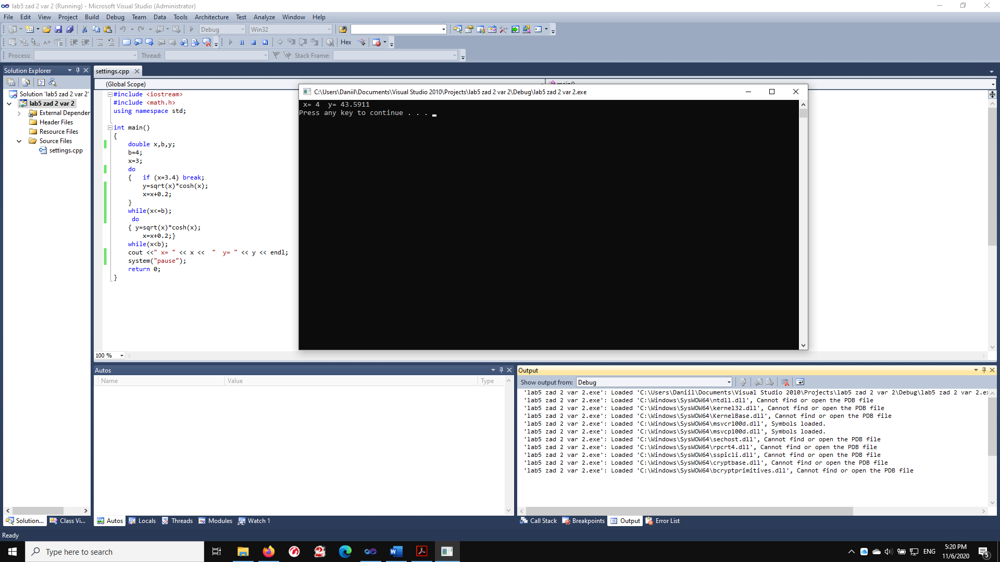 lab5 zad 2 var 2 (Running) - Microsoft Visual Studio (Administrator)
File Edit View Project Build Debug Team Data Tools Architecture Test Analyze Window Help
Debug Win32
Hex
Process: Thread: Stack Frame:
Solution Explorer
settings.cpp
(Global Scope)
main()
Solution 'lab5 zad 2 var 2'
lab5 zad 2 var 2
External Dependen
Header Files
Resource Files
Source Files
settings.cpp
#include <iostream>
#include <math.h>
using namespace std;
int main()
{
double x,b,y;
b=4;
x=3;
do
{   if (x=3.4) break;
y=sqrt(x)*cosh(x);
x=x+0.2;
}
while(x<=b);
do
{ y=sqrt(x)*cosh(x);
x=x+0.2;}
while(x<b);
cout <<" x= " << x <<  "  y= " << y << endl;
system("pause");
return 0;
}
100 %
C:\Users\Daniil\Documents\Visual Studio 2010\Projects\lab5 zad 2 var 2\Debug\lab5 zad 2 var 2.exe
x= 4  y= 43.5911
Press any key to continue . . .
Autos
Name Value Type
Output
Show output from: Debug
'lab5 zad 2 var 2.exe': Loaded 'C:\Users\Daniil\Documents\Visual Studio 2010\Projects\lab5 zad 2 var 2\Debug\lab5 zad 2 var 2.ex
'lab5 zad 2 var 2.exe': Loaded 'C:\Windows\SysWOW64\ntdll.dll', Cannot find or open the PDB file
'lab5 zad 2 var 2.exe': Loaded 'C:\Windows\SysWOW64\kernel32.dll', Cannot find or open the PDB file
'lab5 zad 2 var 2.exe': Loaded 'C:\Windows\SysWOW64\KernelBase.dll', Cannot find or open the PDB file
'lab5 zad 2 var 2.exe': Loaded 'C:\Windows\SysWOW64\msvcr100d.dll', Symbols loaded.
'lab5 zad 2 var 2.exe': Loaded 'C:\Windows\SysWOW64\msvcp100d.dll', Symbols loaded.
'lab5 zad 2 var 2.exe': Loaded 'C:\Windows\SysWOW64\sechost.dll', Cannot find or open the PDB file
'lab5 zad 2 var 2.exe': Loaded 'C:\Windows\SysWOW64\rpcrt4.dll', Cannot find or open the PDB file
'lab5 zad 2 var 2.exe': Loaded 'C:\Windows\SysWOW64\sspicli.dll', Cannot find or open the PDB file
'lab5 zad 2 var 2.exe': Loaded 'C:\Windows\SysWOW64\cryptbase.dll', Cannot find or open the PDB file
'lab5 zad 2 var 2.exe': Loaded 'C:\Windows\SysWOW64\bcryptprimitives.dll', Cannot find or open the PDB file
Solution... Class Vi... Autos Locals Threads Modules Watch 1 Call Stack Breakpoints Output Error List
Ready
Type here to search
ENG
5:20 PM
11/6/2020
5